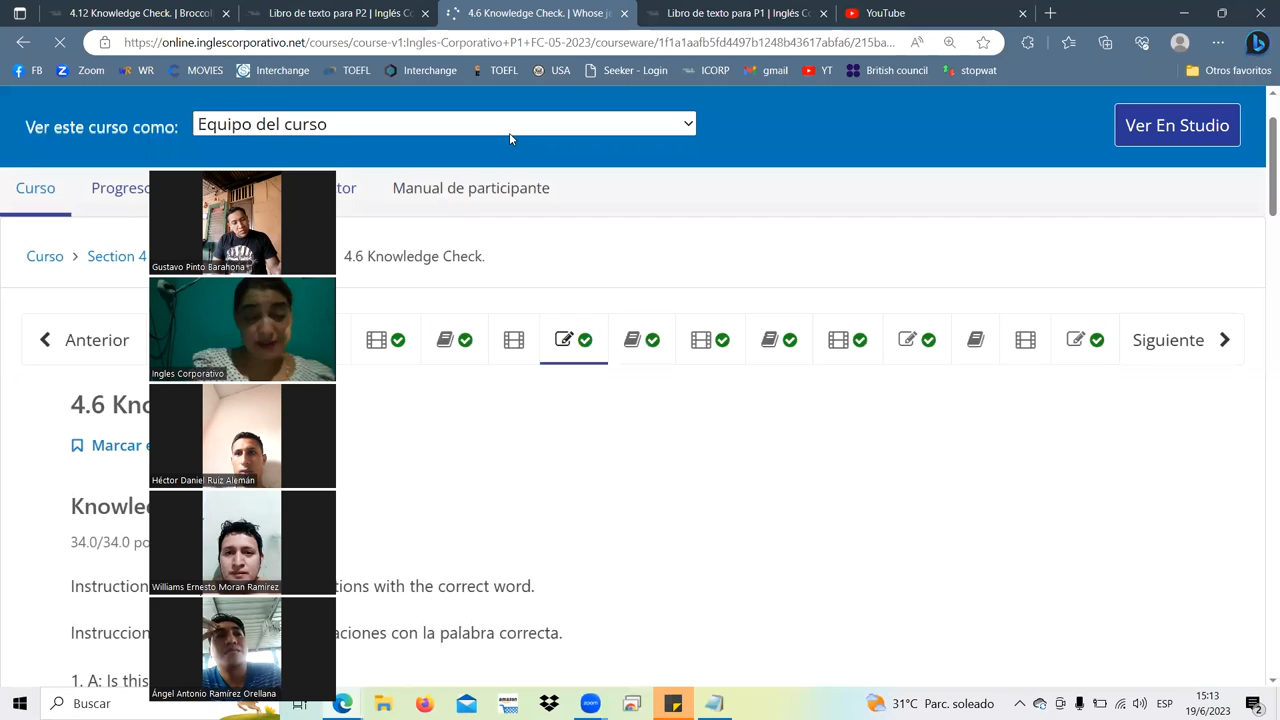 4.12 Knowledge Check. | Broccol
Libro de texto para P2 | Inglés Co
4.6 Knowledge Check. | Whose je
Libro de texto para P1 | Inglés Co
YouTube
https://online.inglescorporativo.net/courses/course-v1:Ingles-Corporativo+P1+FC-05-2023/courseware/1f1a1aafb5fd4497b1248b43617abfa6/215ba...
FB Zoom WR MOVIES Interchange TOEFL Interchange TOEFL USA Seeker - Login ICORP gmail YT British council stopwat Otros favoritos
Ver este curso como: Equipo del curso Ver En Studio
Curso Progreso tor Manual de participante
Curso > Section 4 4.6 Knowledge Check.
Anterior Siguiente
4.6 Kno
Marcar e
Knowled
34.0/34.0 po
Instruction tions with the correct word.
Instruccion aciones con la palabra correcta.
1. A: Is this
Gustavo Pinto Barahona
Ingles Corporativo
Héctor Daniel Ruiz Alemán
Williams Ernesto Moran Ramirez
Ángel Antonio Ramírez Orellana
Buscar
amazon
31°C Parc. soleado
ESP
15:13
19/6/2023
2